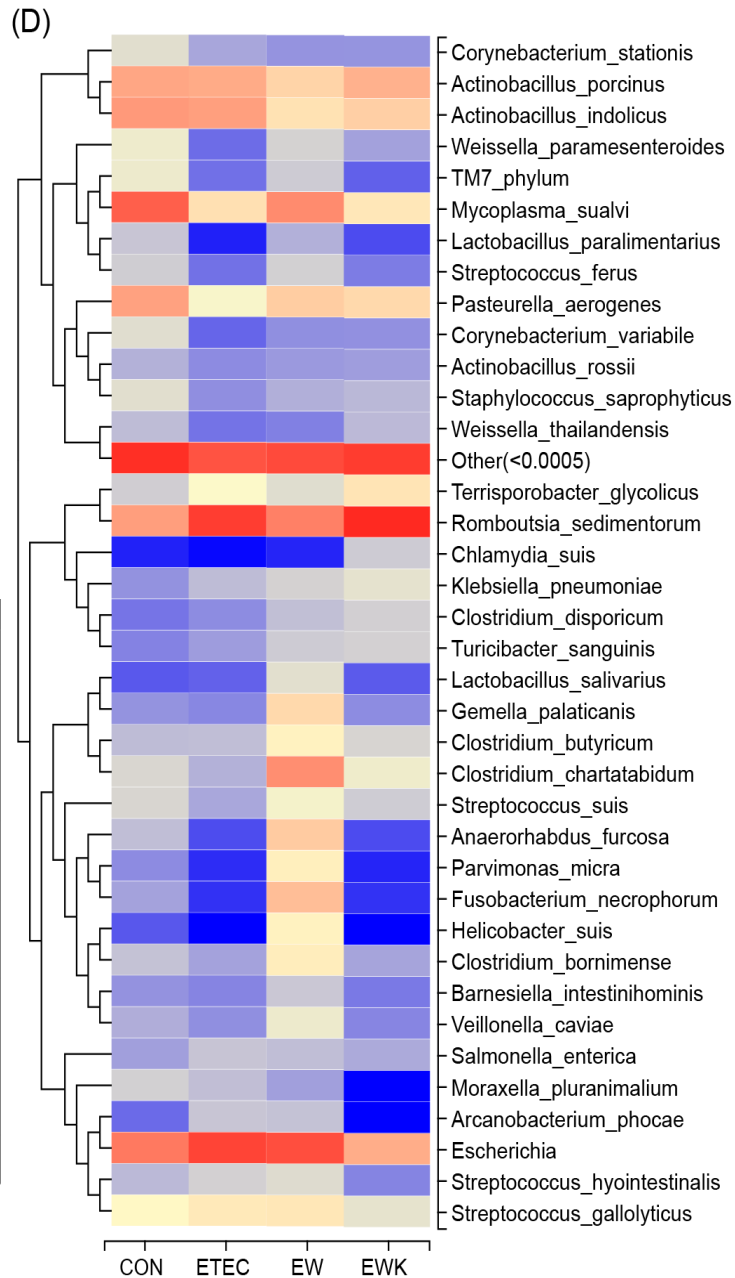 (D)
Corynebacterium_stationis
Actinobacillus_porcinus
Actinobacillus_indolicus
Weissella_paramesenteroides
TM7_phylum
Mycoplasma_sualvi
Lactobacillus_paralimentarius
Streptococcus_ferus
Pasteurella_aerogenes
Corynebacterium_variabile
Actinobacillus_rossii
Staphylococcus_saprophyticus
Weissella_thailandensis
Other(<0.0005)
Terrisporobacter_glycolicus
Romboutsia_sedimentorum
Chlamydia_suis
Klebsiella_pneumoniae
Clostridium_disporicum
Turicibacter_sanguinis
Lactobacillus_salivarius
Gemella_palaticanis
Clostridium_butyricum
Clostridium_chartatabidum
Streptococcus_suis
Anaerorhabdus_furcosa
Parvimonas_micra
Fusobacterium_necrophorum
Helicobacter_suis
Clostridium_bornimense
Barnesiella_intestinihominis
Veillonella_caviae
Salmonella_enterica
Moraxella_pluranimalium
Arcanobacterium_phocae
Escherichia
Streptococcus_hyointestinalis
Streptococcus_gallolyticus
CON ETEC EW EWK